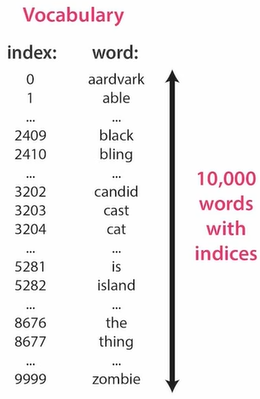 Vocabulary
index: word:
0 aardvark
1 able
... ...
2409 black
2410 bling
... ...
3202 candid
3203 cast
3204 cat
... ...
5281 is
5282 island
... ...
8676 the
8677 thing
... ...
9999 zombie
10,000
words
with
indices